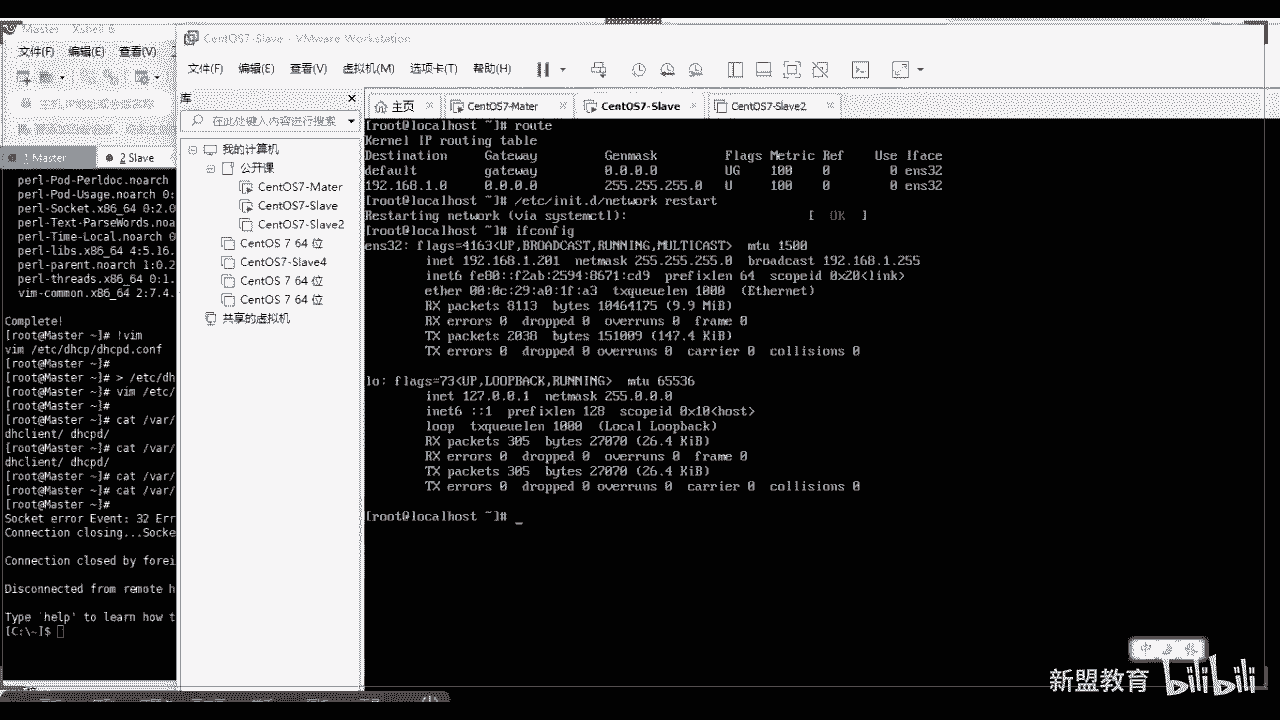 Master - Xshell 6
文件(F) 编辑(E) 查看(V)
1 Master 2 Slave
perl-Pod-Perldoc.noarch
perl-Pod-Usage.noarch 0:
perl-Socket.x86_64 0:2.0
perl-Text-ParseWords.noa
perl-Time-Local.noarch 0
perl-libs.x86_64 4:5.16.
perl-parent.noarch 1:0.2
perl-threads.x86_64 0:1.
vim-common.x86_64 2:7.4.
Complete!
[root@Master ~]# !vim
vim /etc/dhcp/dhcpd.conf
[root@Master ~]#
[root@Master ~]# > /etc/dh
[root@Master ~]# vim /etc/
[root@Master ~]#
[root@Master ~]# cat /var/
dhclient/ dhcpd/
[root@Master ~]# cat /var/
dhclient/ dhcpd/
[root@Master ~]# cat /var/
[root@Master ~]# cat /var/
[root@Master ~]#
Socket error Event: 32 Err
Connection closing...Socke
Connection closed by forei
Disconnected from remote h
Type `help' to learn how t
[C:\~]$
CentOS7-Slave - VMware Workstation
文件(F) 编辑(E) 查看(V) 虚拟机(M) 选项卡(T) 帮助(H)
库
在此处键入内容进行搜索
我的计算机
公开课
CentOS7-Mater
CentOS7-Slave
CentOS7-Slave2
CentOS 7 64 位
CentOS7-Slave4
CentOS 7 64 位
CentOS 7 64 位
共享的虚拟机
主页 CentOS7-Mater CentOS7-Slave CentOS7-Slave2
[root@localhost ~]# route
Kernel IP routing table
Destination Gateway Genmask Flags Metric Ref Use Iface
default gateway 0.0.0.0 UG 100 0 0 ens32
192.168.1.0 0.0.0.0 255.255.255.0 U 100 0 0 ens32
[root@localhost ~]# /etc/init.d/network restart
Restarting network (via systemctl): [ OK ]
[root@localhost ~]# ifconfig
ens32: flags=4163<UP,BROADCAST,RUNNING,MULTICAST> mtu 1500
inet 192.168.1.201 netmask 255.255.255.0 broadcast 192.168.1.255
inet6 fe80::f2ab:2594:8671:cd9 prefixlen 64 scopeid 0x20<link>
ether 00:0c:29:a0:1f:a3 txqueuelen 1000 (Ethernet)
RX packets 8113 bytes 10464175 (9.9 MiB)
RX errors 0 dropped 0 overruns 0 frame 0
TX packets 2038 bytes 151009 (147.4 KiB)
TX errors 0 dropped 0 overruns 0 carrier 0 collisions 0
lo: flags=73<UP,LOOPBACK,RUNNING> mtu 65536
inet 127.0.0.1 netmask 255.0.0.0
inet6 ::1 prefixlen 128 scopeid 0x10<host>
loop txqueuelen 1000 (Local Loopback)
RX packets 305 bytes 27070 (26.4 KiB)
RX errors 0 dropped 0 overruns 0 frame 0
TX packets 305 bytes 27070 (26.4 KiB)
TX errors 0 dropped 0 overruns 0 carrier 0 collisions 0
[root@localhost ~]# _
新盟教育 bilibili